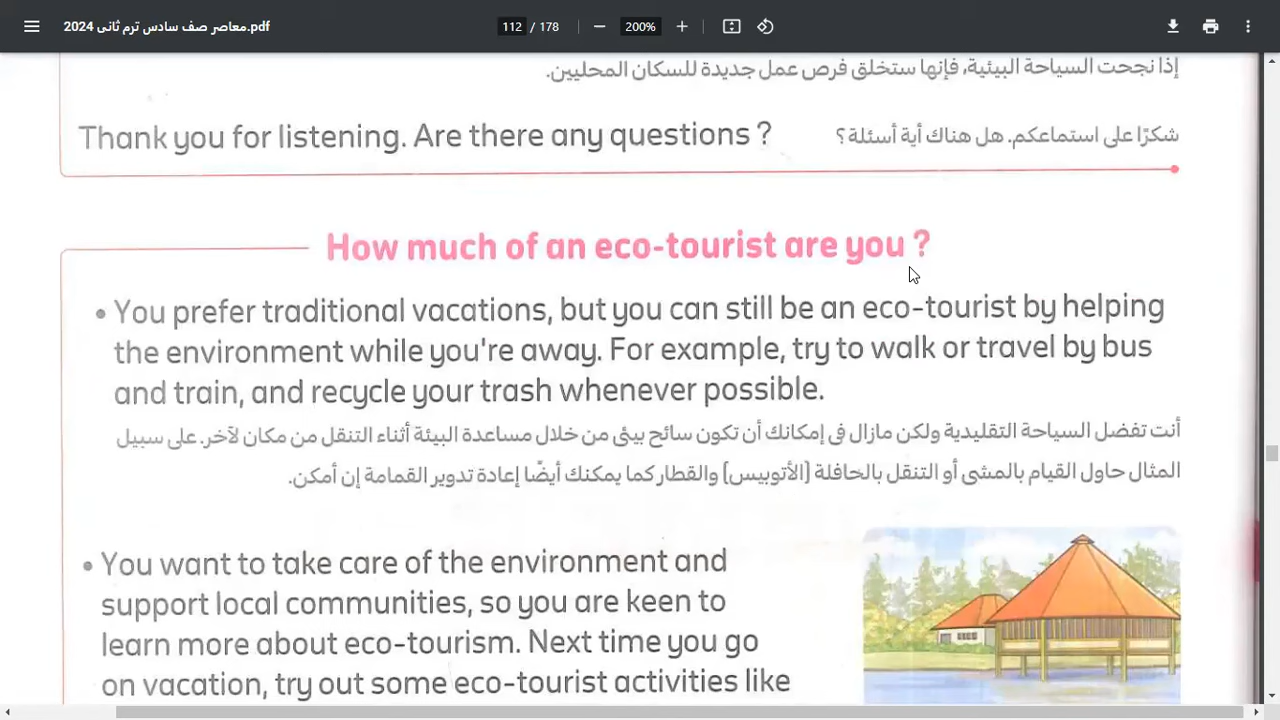 معاصر صف سادس ترم ثانى 2024.pdf
112 / 178
200%
إذا نجحت السياحة البيئية، فإنها ستخلق فرص عمل جديدة للسكان المحليين.
Thank you for listening. Are there any questions ?
شكرًا على استماعكم. هل هناك أية أسئلة ؟
How much of an eco-tourist are you ?
• You prefer traditional vacations, but you can still be an eco-tourist by helping
the environment while you're away. For example, try to walk or travel by bus
and train, and recycle your trash whenever possible.
أنت تفضل السياحة التقليدية ولكن مازال فى إمكانك أن تكون سائح بيئى من خلال مساعدة البيئة أثناء التنقل من مكان لآخر. على سبيل
المثال حاول القيام بالمشى أو التنقل بالحافلة (الأتوبيس) والقطار كما يمكنك أيضًا إعادة تدوير القمامة إن أمكن.
• You want to take care of the environment and
support local communities, so you are keen to
learn more about eco-tourism. Next time you go
on vacation, try out some eco-tourist activities like